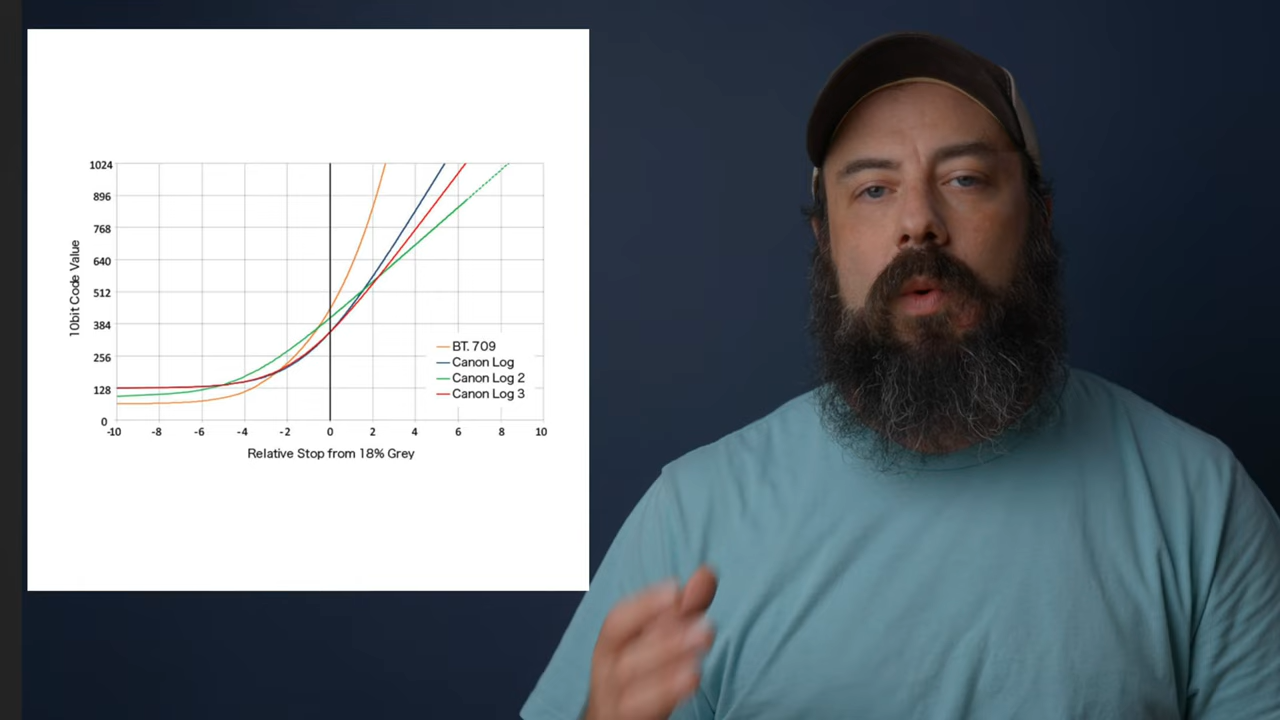 1024
896
768
640
512
384
256
128
0
10bit Code Value
-10 -8 -6 -4 -2 0 2 4 6 8 10
Relative Stop from 18% Grey
BT. 709
Canon Log
Canon Log 2
Canon Log 3